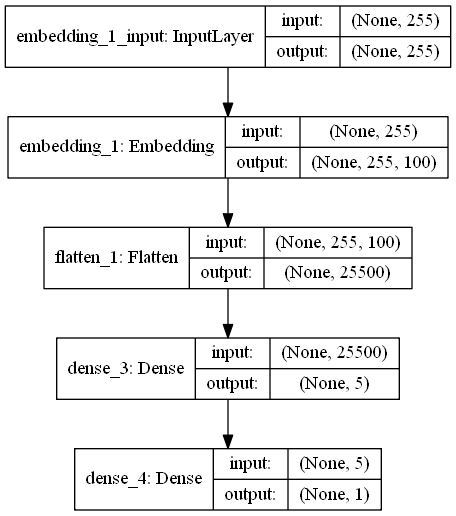 embedding_1_input: InputLayer
input: (None, 255)
output: (None, 255)
embedding_1: Embedding
input: (None, 255)
output: (None, 255, 100)
flatten_1: Flatten
input: (None, 255, 100)
output: (None, 25500)
dense_3: Dense
input: (None, 25500)
output: (None, 5)
dense_4: Dense
input: (None, 5)
output: (None, 1)